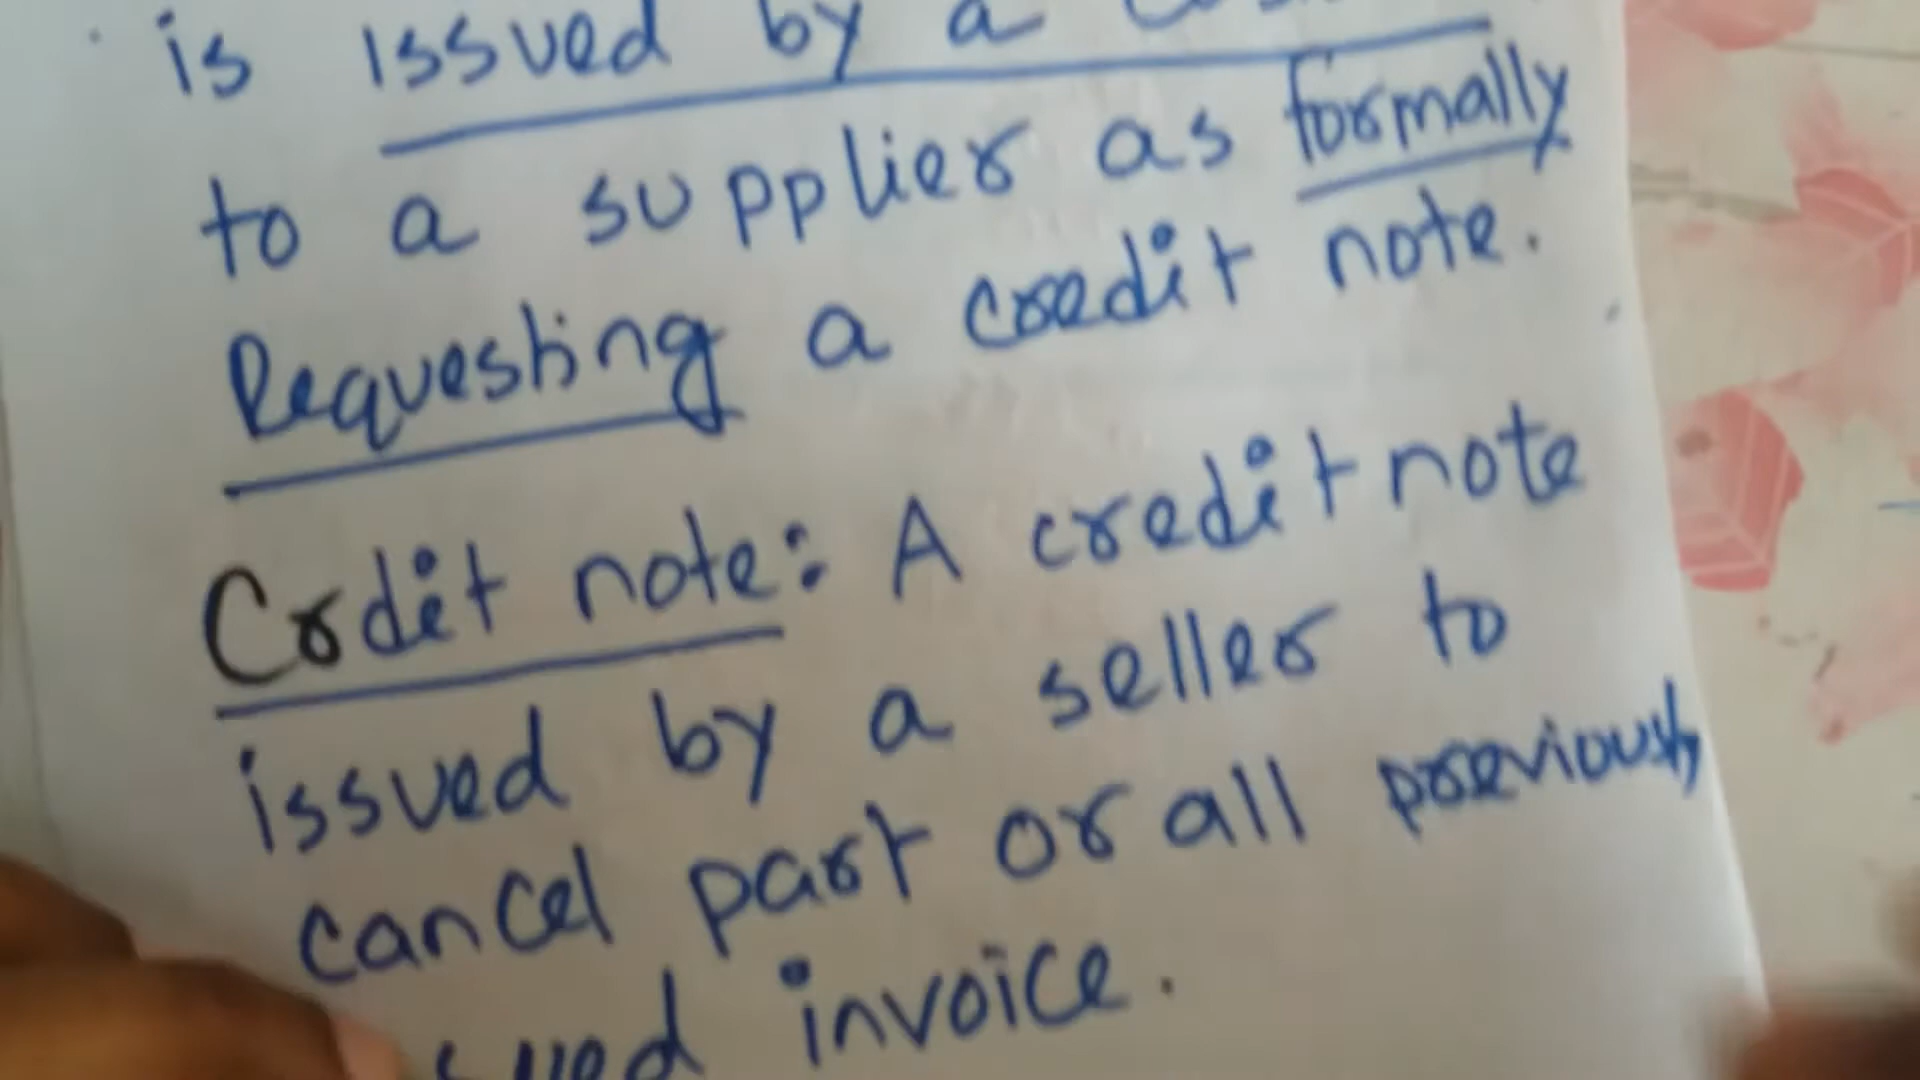 is issued by a
to a supplier as formally
Requesting a credit note.
Crdit note: A credit note
issued by a seller to
cancel part or all previously
invoice.